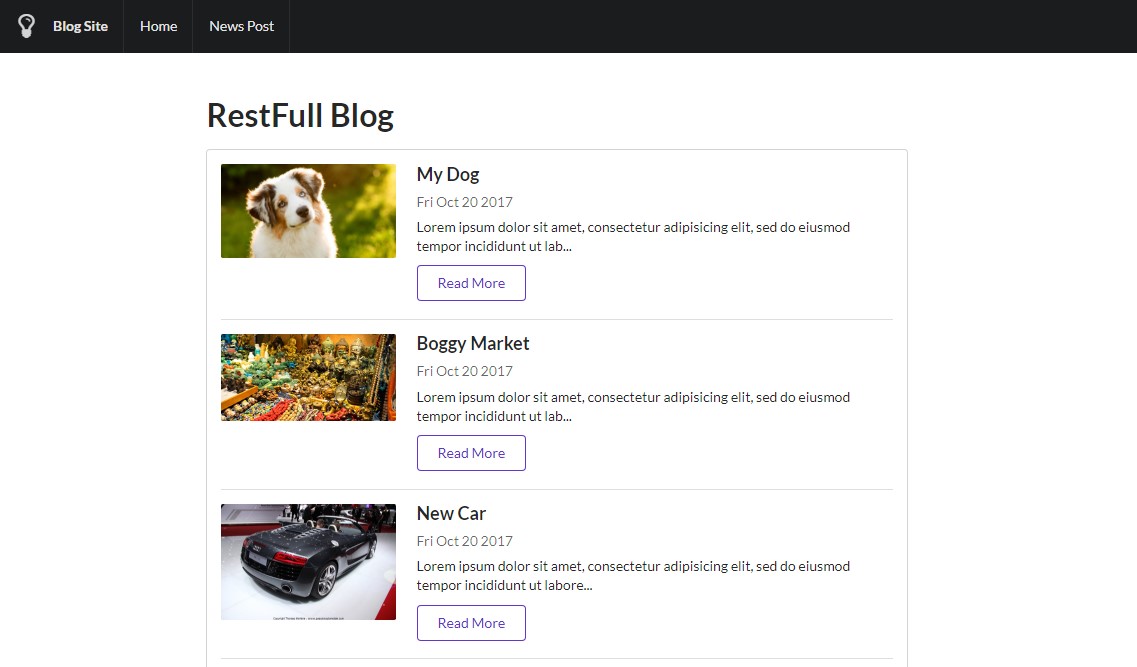 Blog Site Home News Post
RestFull Blog
My Dog
Fri Oct 20 2017
Lorem ipsum dolor sit amet, consectetur adipisicing elit, sed do eiusmod
tempor incididunt ut lab...
Read More
Boggy Market
Fri Oct 20 2017
Lorem ipsum dolor sit amet, consectetur adipisicing elit, sed do eiusmod
tempor incididunt ut lab...
Read More
New Car
Fri Oct 20 2017
Lorem ipsum dolor sit amet, consectetur adipisicing elit, sed do eiusmod
tempor incididunt ut labore...
Read More